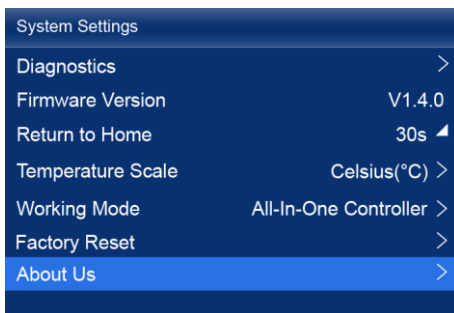 System Settings
Diagnostics >
Firmware Version V1.4.0
Return to Home 30s
Temperature Scale Celsius(°C) >
Working Mode All-In-One Controller >
Factory Reset >
About Us >